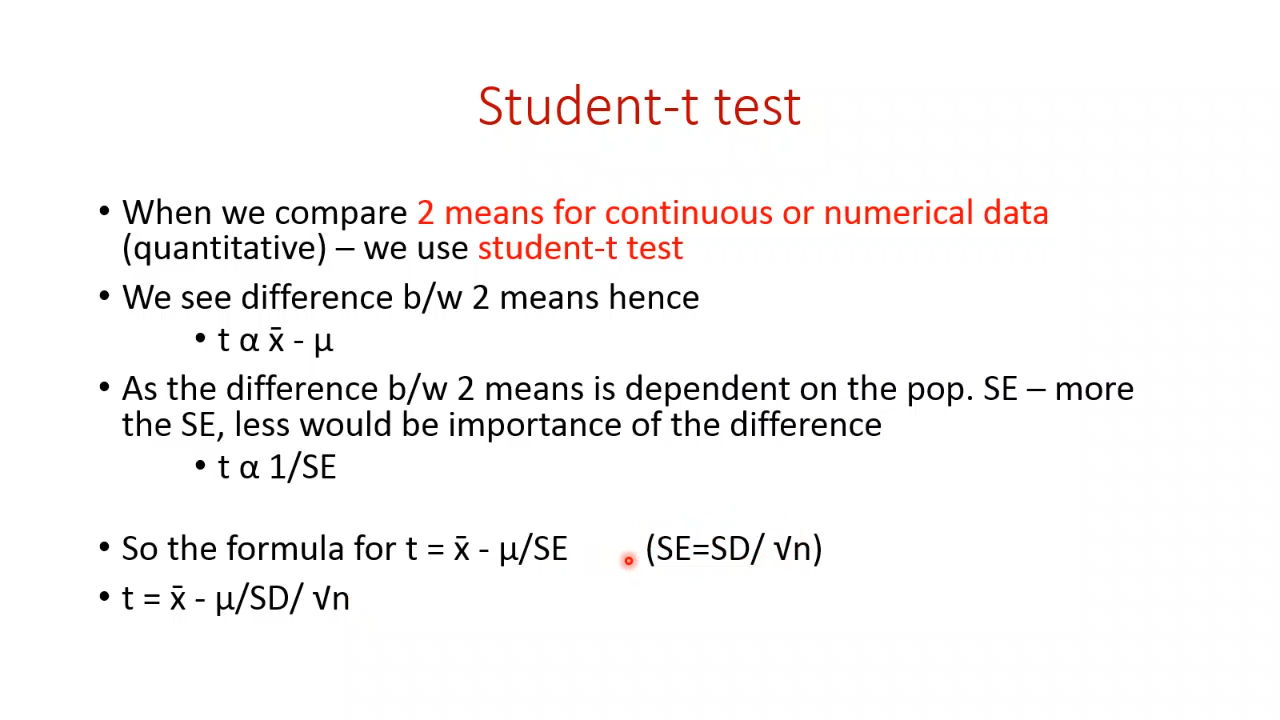 Student-t test
• When we compare 2 means for continuous or numerical data
(quantitative) – we use student-t test
• We see difference b/w 2 means hence
• t α x̄ - μ
• As the difference b/w 2 means is dependent on the pop. SE – more
the SE, less would be importance of the difference
• t α 1/SE
• So the formula for t = x̄ - μ/SE (SE=SD/ √n)
• t = x̄ - μ/SD/ √n